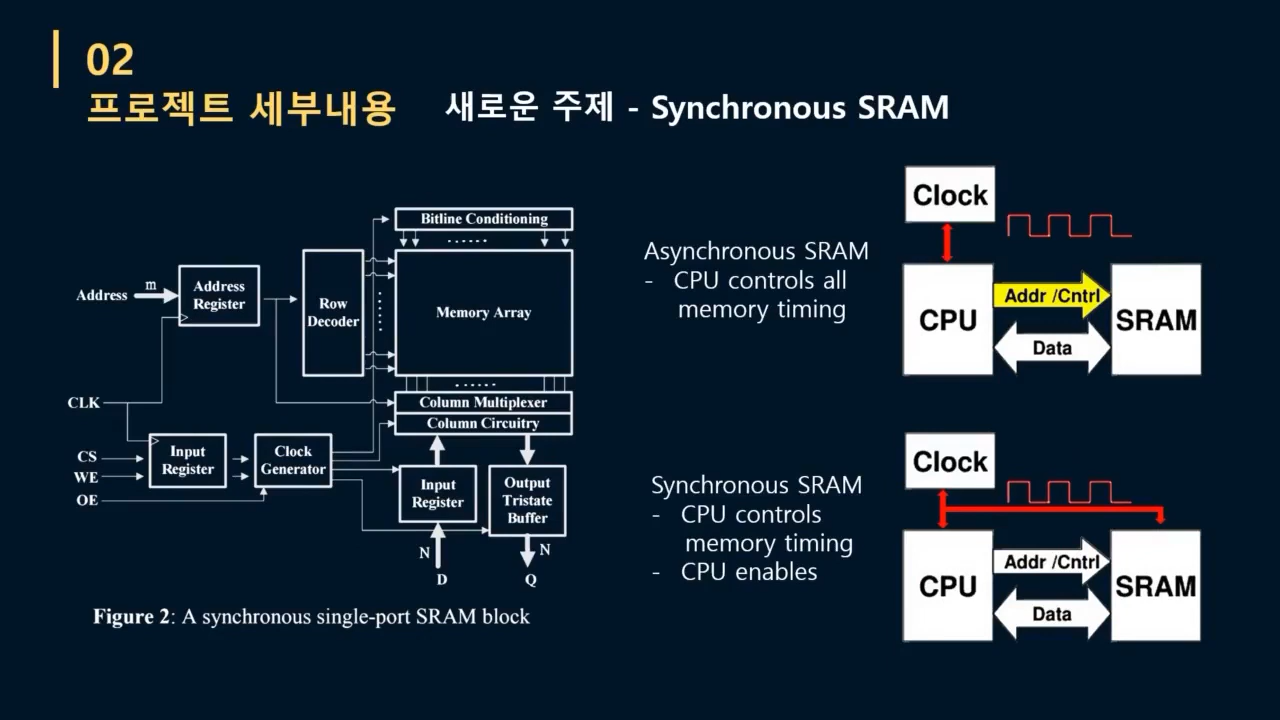 02
프로젝트 세부내용
새로운 주제 - Synchronous SRAM
Bitline Conditioning
Address
m
Address
Register
Row
Decoder
Memory Array
CLK
Column Multiplexer
Column Circuitry
CS
WE
OE
Input
Register
Clock
Generator
Input
Register
Output
Tristate
Buffer
N
D
N
Q
Figure 2: A synchronous single-port SRAM block
Asynchronous SRAM
- CPU controls all
memory timing
Clock
CPU
Addr /Cntrl
Data
SRAM
Synchronous SRAM
- CPU controls
memory timing
- CPU enables
Clock
CPU
Addr /Cntrl
Data
SRAM